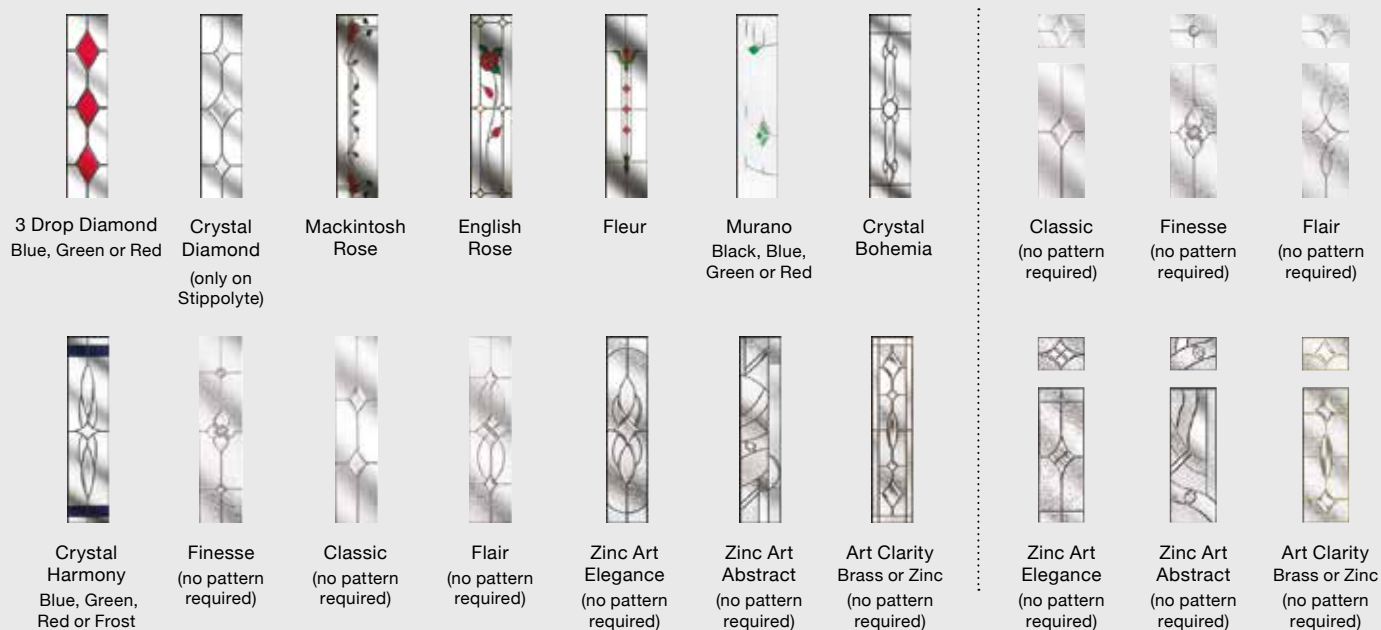 3 Drop Diamond
Blue, Green or Red
Crystal
Diamond
(only on
Stippolyte)
Mackintosh
Rose
English
Rose
Fleur
Murano
Black, Blue,
Green or Red
Crystal
Bohemia
Classic
(no pattern
required)
Finesse
(no pattern
required)
Flair
(no pattern
required)
Crystal
Harmony
Blue, Green,
Red or Frost
Finesse
(no pattern
required)
Classic
(no pattern
required)
Flair
(no pattern
required)
Zinc Art
Elegance
(no pattern
required)
Zinc Art
Abstract
(no pattern
required)
Art Clarity
Brass or Zinc
(no pattern
required)
Zinc Art
Elegance
(no pattern
required)
Zinc Art
Abstract
(no pattern
required)
Art Clarity
Brass or Zinc
(no pattern
required)